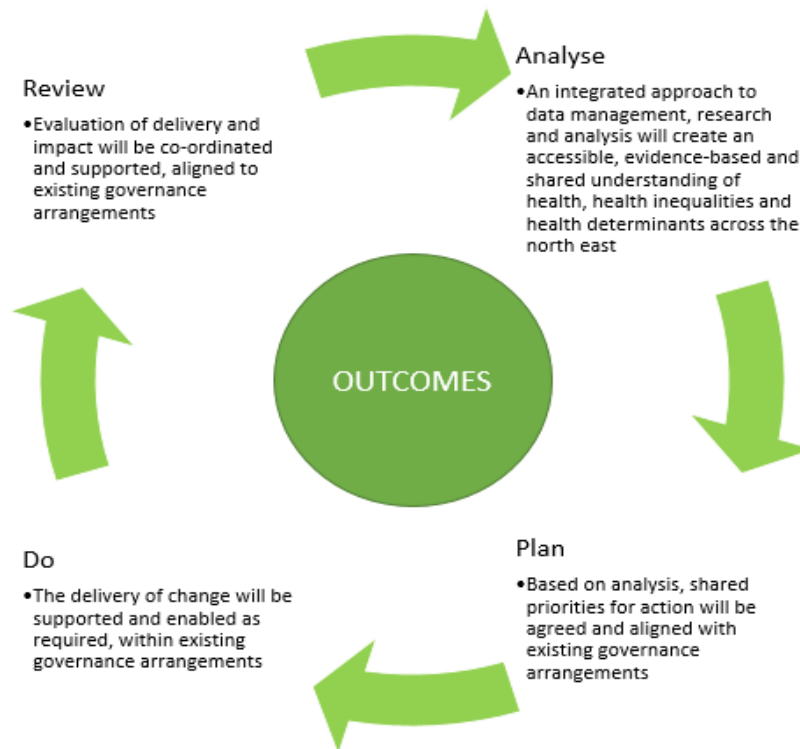 Review
•Evaluation of delivery and
impact will be co-ordinated
and supported, aligned to
existing governance
arrangements
Analyse
•An integrated approach to
data management, research
and analysis will create an
accessible, evidence-based and
shared understanding of
health, health inequalities and
health determinants across the
north east
OUTCOMES
Do
•The delivery of change will be
supported and enabled as
required, within existing
governance arrangements
Plan
•Based on analysis, shared
priorities for action will be
agreed and aligned with
existing governance
arrangements